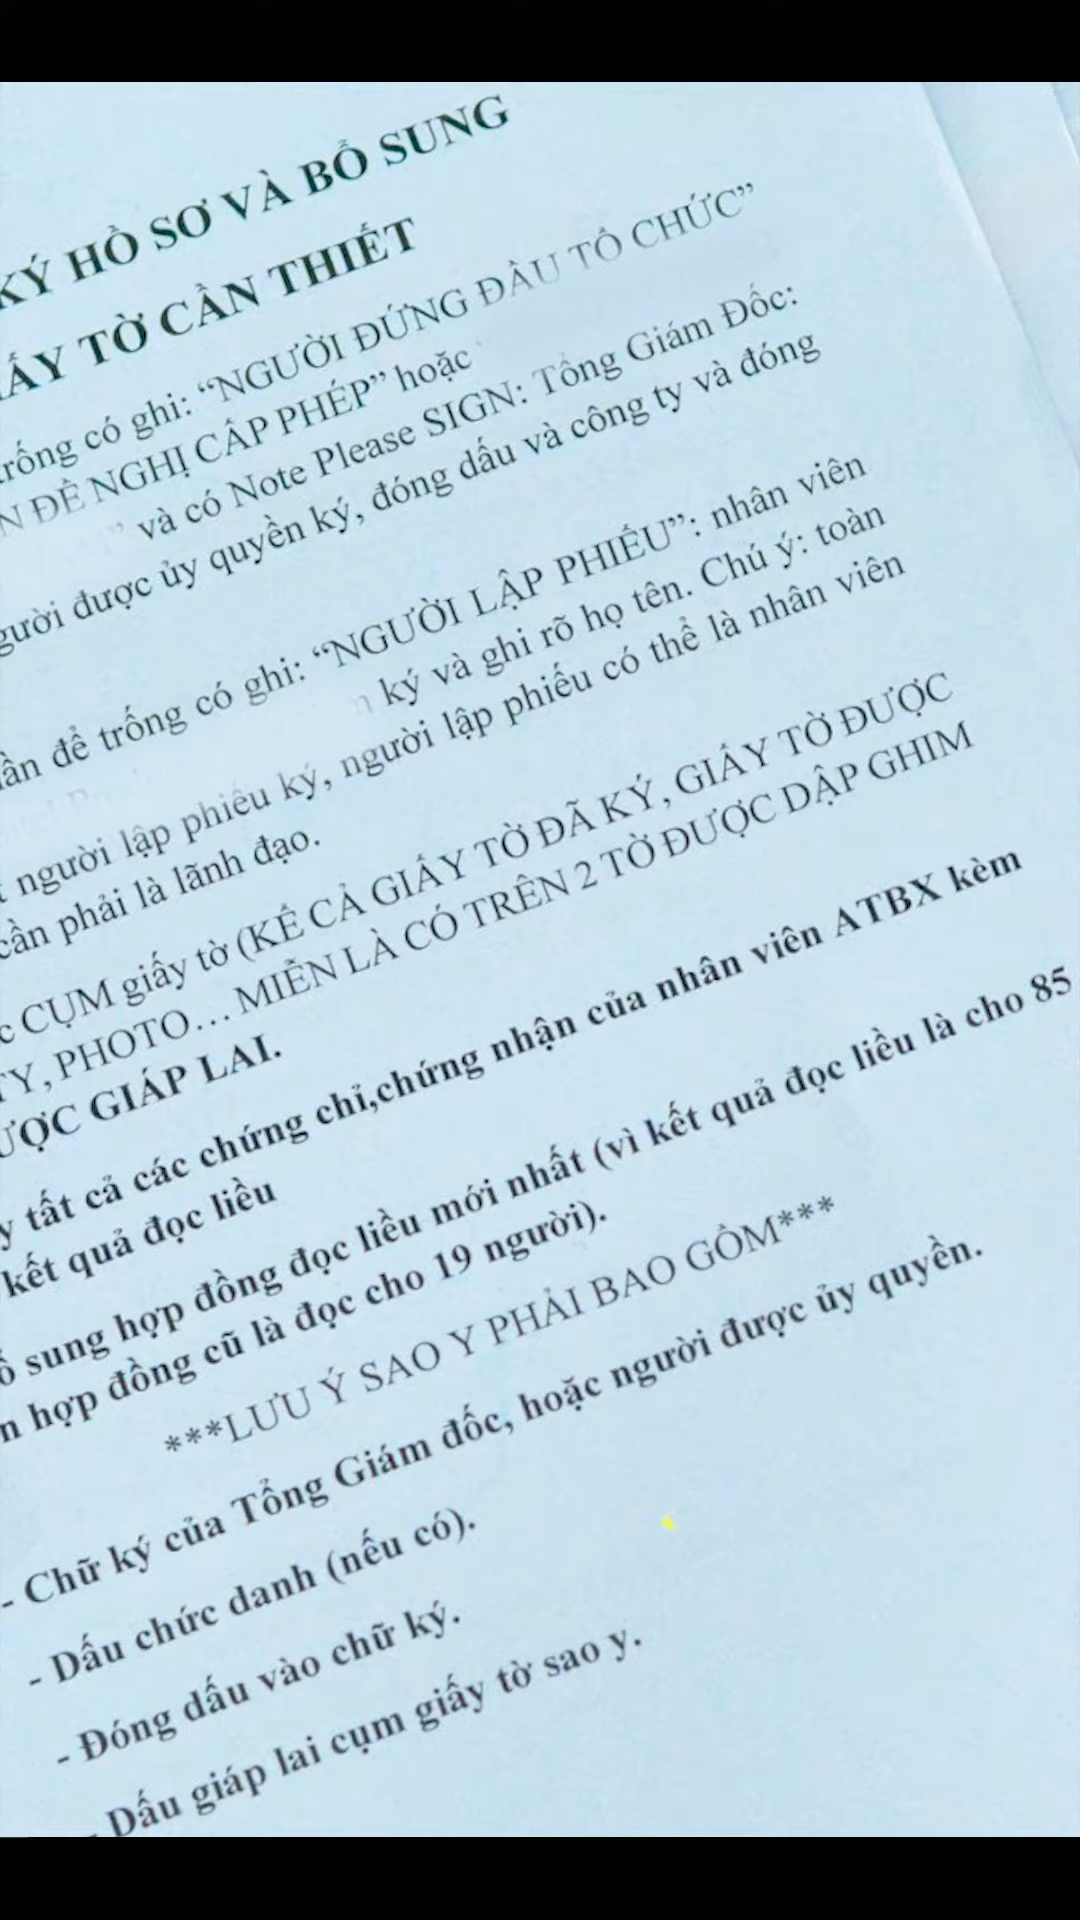 KÝ HỒ SƠ VÀ BỔ SUNG
ẤY TỜ CẦN THIẾT
trống có ghi: “NGƯỜI ĐỨNG ĐẦU TỔ CHỨC”
N ĐỀ NGHỊ CẤP PHÉP” hoặc
” và có Note Please SIGN: Tổng Giám Đốc:
gười được ủy quyền ký, đóng dấu và công ty và đóng
ần để trống có ghi: “NGƯỜI LẬP PHIẾU”: nhân viên
ký và ghi rõ họ tên. Chú ý: toàn
người lập phiếu ký, người lập phiếu có thể là nhân viên
cần phải là lãnh đạo.
c CỤM giấy tờ (KỂ CẢ GIẤY TỜ ĐÃ KÝ, GIẤY TỜ ĐƯỢC
TY, PHOTO… MIỄN LÀ CÓ TRÊN 2 TỜ ĐƯỢC DẬP GHIM
ƯỢC GIÁP LAI.
y tất cả các chứng chỉ,chứng nhận của nhân viên ATBX kèm
kết quả đọc liều
ổ sung hợp đồng đọc liều mới nhất (vì kết quả đọc liều là cho 85
n hợp đồng cũ là đọc cho 19 người).
***LƯU Ý SAO Y PHẢI BAO GỒM***
- Chữ ký của Tổng Giám đốc, hoặc người được ủy quyền.
- Dấu chức danh (nếu có).
- Đóng dấu vào chữ ký.
- Dấu giáp lai cụm giấy tờ sao y.